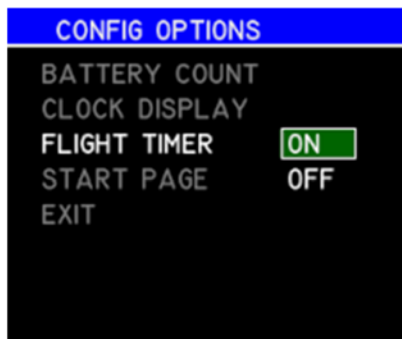 CONFIG OPTIONS
BATTERY COUNT
CLOCK DISPLAY
FLIGHT TIMER ON
START PAGE OFF
EXIT